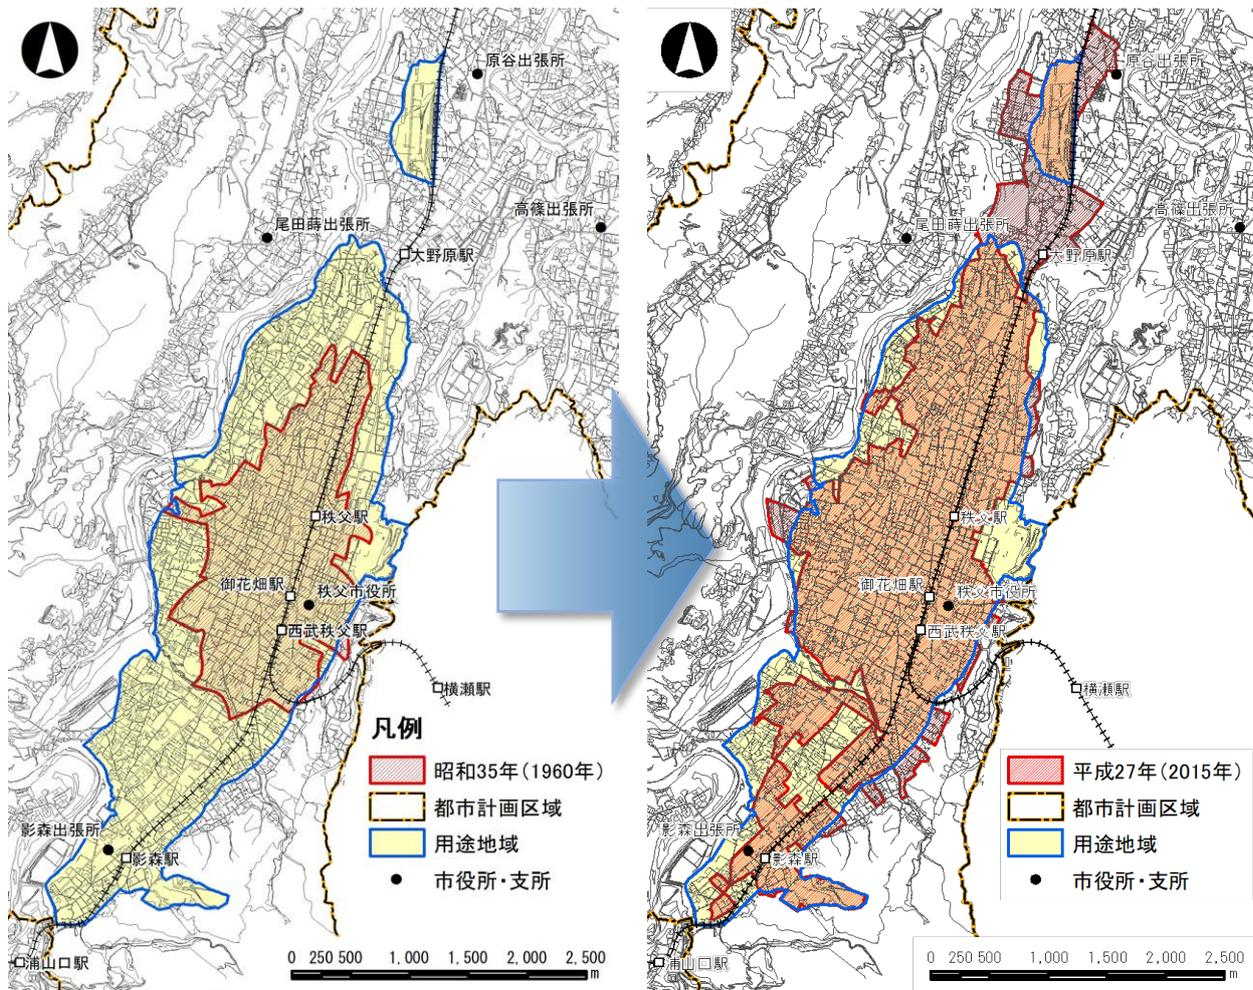 原谷出張所
尾田蒔出張所
高篠出張所
大野原駅
秩父駅
御花畑駅
秩父市役所
西武秩父駅
横瀬駅
凡例
昭和35年(1960年)
都市計画区域
用途地域
市役所・支所
影森出張所
影森駅
浦山口駅
0 250 500 1,000 1,500 2,000 2,500
m
原谷出張所
尾田蒔出張所
高篠出張所
大野原駅
秩父駅
御花畑駅
秩父市役所
西武秩父駅
横瀬駅
平成27年(2015年)
都市計画区域
用途地域
市役所・支所
影森出張所
影森駅
浦山口駅
0 250 500 1,000 1,500 2,000 2,500
m